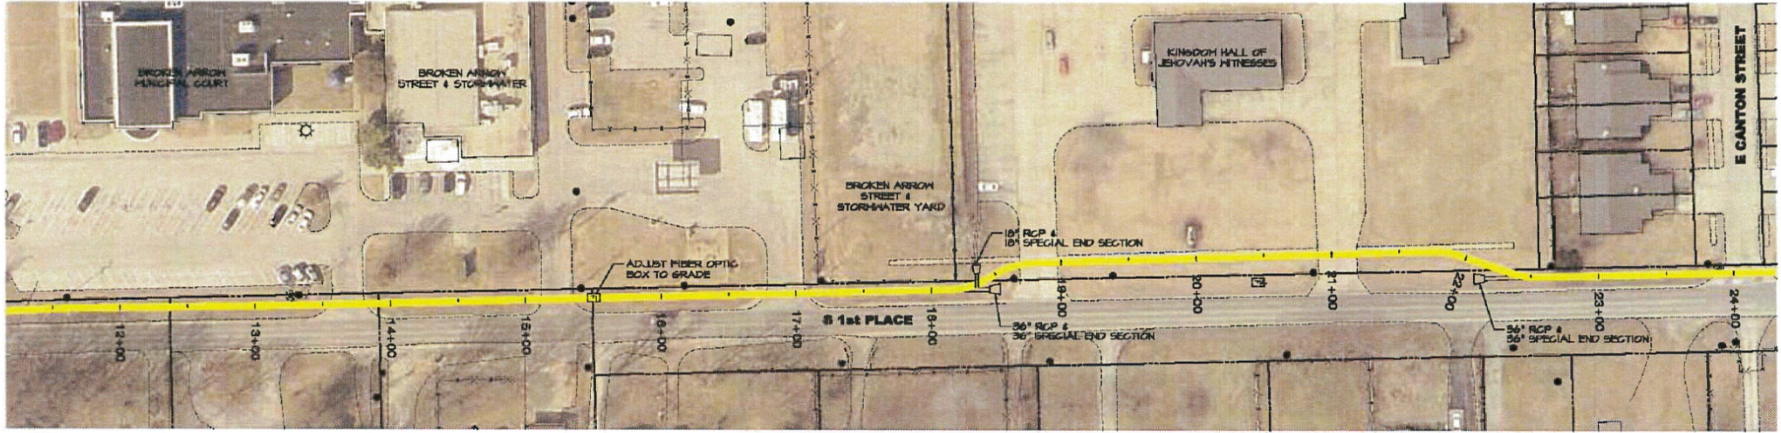 BROKEN ARROW
MUNICIPAL COURT
BROKEN ARROW
STREET & STORMWATER
KINGDOM HALL OF
JEHOVAH'S WITNESSES
E CANTON STREET
BROKEN ARROW
STREET &
STORMWATER YARD
18" RCP &
18" SPECIAL END SECTION
ADJUST FIBER OPTIC
BOX TO GRADE
12+00
13+00
14+00
15+00
16+00
17+00
18+00
19+00
20+00
21+00
22+00
23+00
24+00
S 1st PLACE
36" RCP &
36" SPECIAL END SECTION
36" RCP &
36" SPECIAL END SECTION